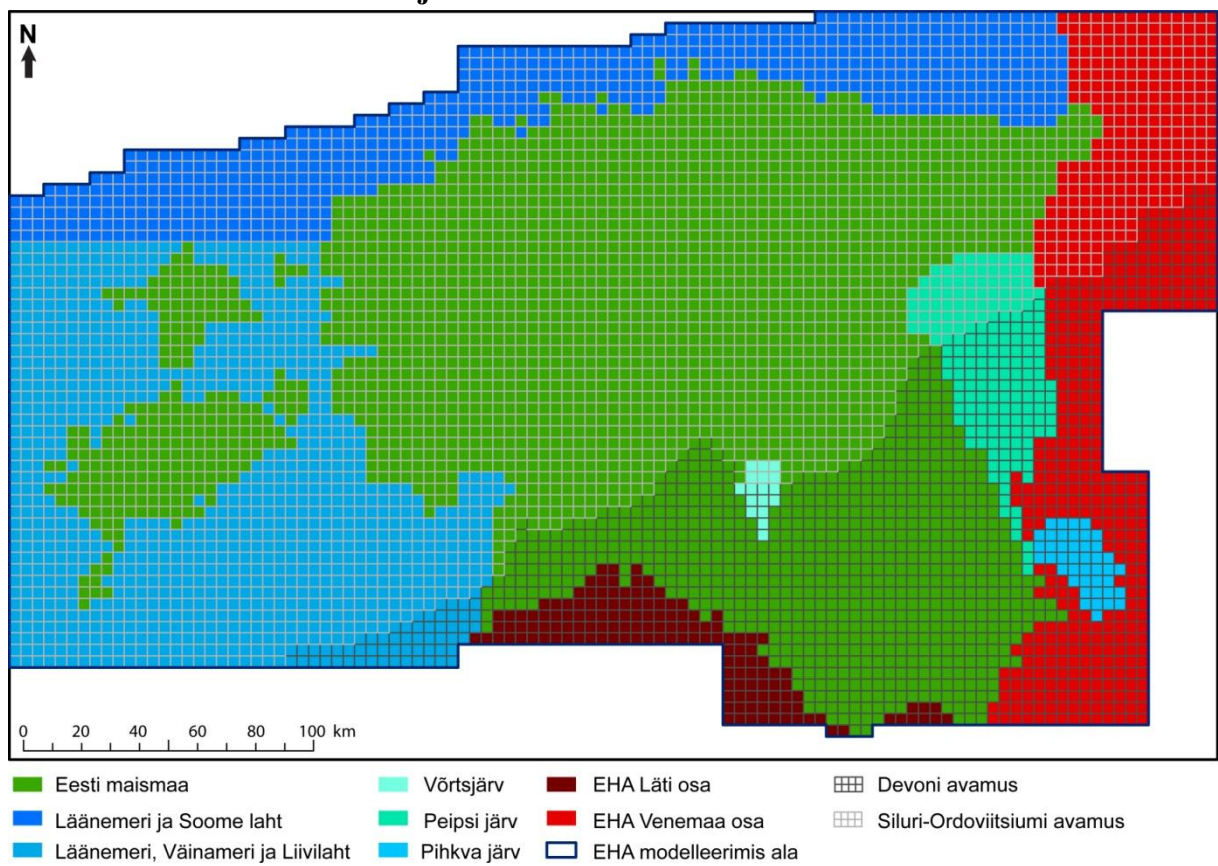 N
0 20 40 60 80 100 km
Eesti maismaa
Läänemeri ja Soome laht
Läänemeri, Väinameri ja Liivilaht
Võrtsjärv
Peipsi järv
Pihkva järv
EHA Läti osa
EHA Venemaa osa
EHA modelleerimis ala
Devoni avamus
Siluri-Ordoviitsiumi avamus